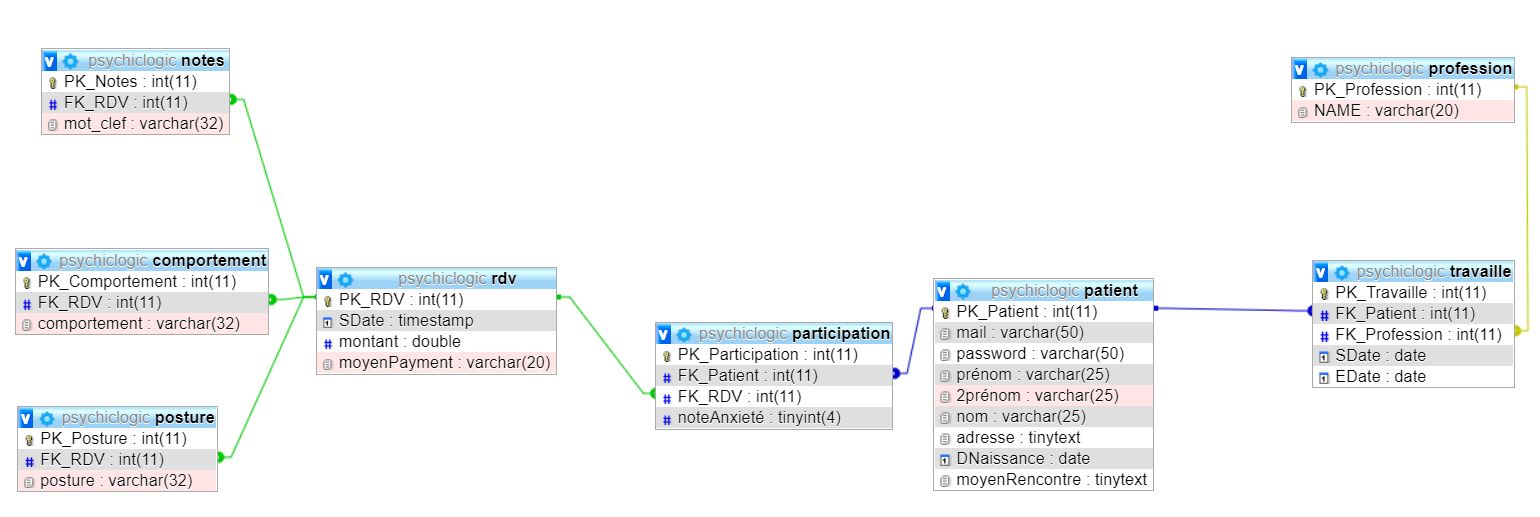 psychiclogic notes
PK_Notes : int(11)
FK_RDV : int(11)
mot_clef : varchar(32)
psychiclogic comportement
PK_Comportement : int(11)
FK_RDV : int(11)
comportement : varchar(32)
psychiclogic posture
PK_Posture : int(11)
FK_RDV : int(11)
posture : varchar(32)
psychiclogic rdv
PK_RDV : int(11)
SDate : timestamp
montant : double
moyenPayment : varchar(20)
psychiclogic participation
PK_Participation : int(11)
FK_Patient : int(11)
FK_RDV : int(11)
noteAnxieté : tinyint(4)
psychiclogic patient
PK_Patient : int(11)
mail : varchar(50)
password : varchar(50)
prénom : varchar(25)
2prénom : varchar(25)
nom : varchar(25)
adresse : tinytext
DNaissance : date
moyenRencontre : tinytext
psychiclogic profession
PK_Profession : int(11)
NAME : varchar(20)
psychiclogic travaille
PK_Travaille : int(11)
FK_Patient : int(11)
FK_Profession : int(11)
SDate : date
EDate : date